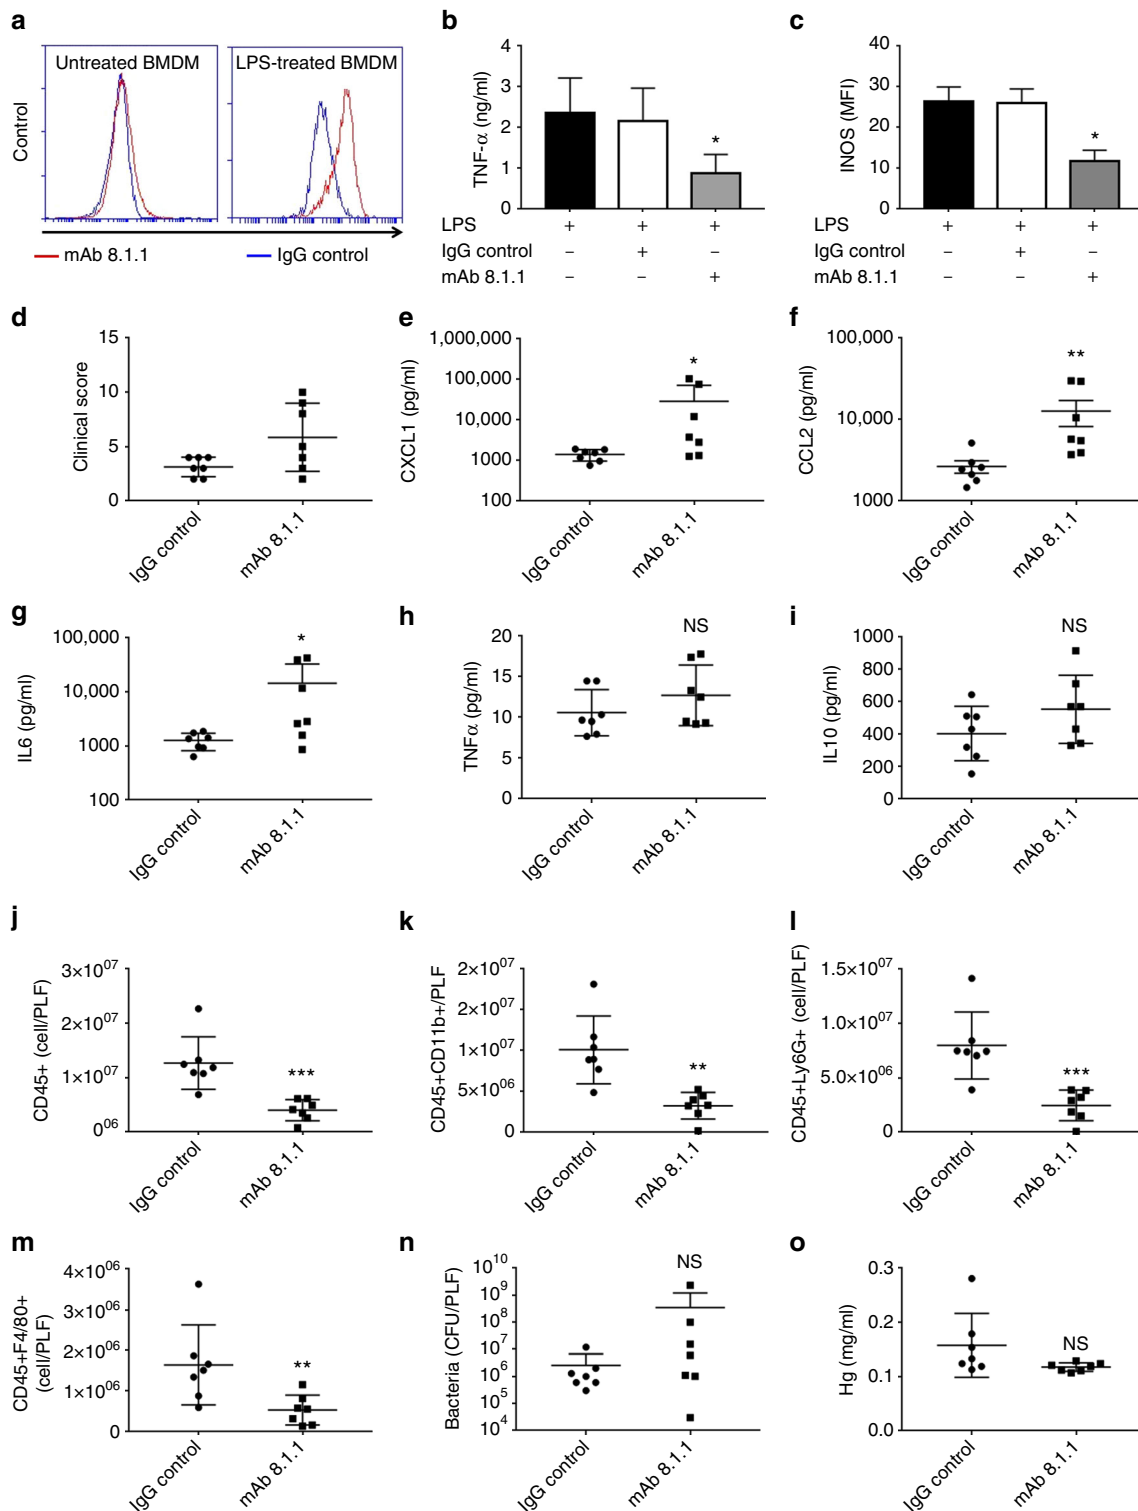 a
Untreated BMDM
LPS-treated BMDM
Control
mAb 8.1.1
IgG control
b
TNF-α (ng/ml)
4
3
2
1
0
LPS + + +
IgG control – + –
mAb 8.1.1 – – +
*
c
INOS (MFI)
40
30
20
10
0
*
LPS + + +
IgG control – + –
mAb 8.1.1 – – +
d
Clinical score
15
10
5
0
IgG control
mAb 8.1.1
e
CXCL1 (pg/ml)
1,000,000
100,000
10,000
1000
100
*
IgG control
mAb 8.1.1
f
CCL2 (pg/ml)
100,000
10,000
1000
**
IgG control
mAb 8.1.1
g
IL6 (pg/ml)
100,000
10,000
1000
100
*
IgG control
mAb 8.1.1
h
TNFα (pg/ml)
20
15
10
5
0
NS
IgG control
mAb 8.1.1
i
IL10 (pg/ml)
1000
800
600
400
200
0
NS
IgG control
mAb 8.1.1
j
CD45+ (cell/PLF)
3×10⁰⁷
2×10⁰⁷
1×10⁰⁷
0⁰⁶
***
IgG control
mAb 8.1.1
k
CD45+CD11b+/PLF
2×10⁰⁷
2×10⁰⁷
1×10⁰⁷
5×10⁰⁶
0
**
IgG control
mAb 8.1.1
l
CD45+Ly6G+ (cell/PLF)
1.5×10⁰⁷
1.0×10⁰⁷
5.0×10⁰⁶
0
***
IgG control
mAb 8.1.1
m
CD45+F4/80+
(cell/PLF)
4×10⁰⁶
3×10⁰⁶
2×10⁰⁶
1×10⁰⁶
0
**
IgG control
mAb 8.1.1
n
Bacteria (CFU/PLF)
10¹⁰
10⁹
10⁸
10⁷
10⁶
10⁵
10⁴
NS
IgG control
mAb 8.1.1
o
Hg (mg/ml)
0.3
0.2
0.1
0.0
NS
IgG control
mAb 8.1.1